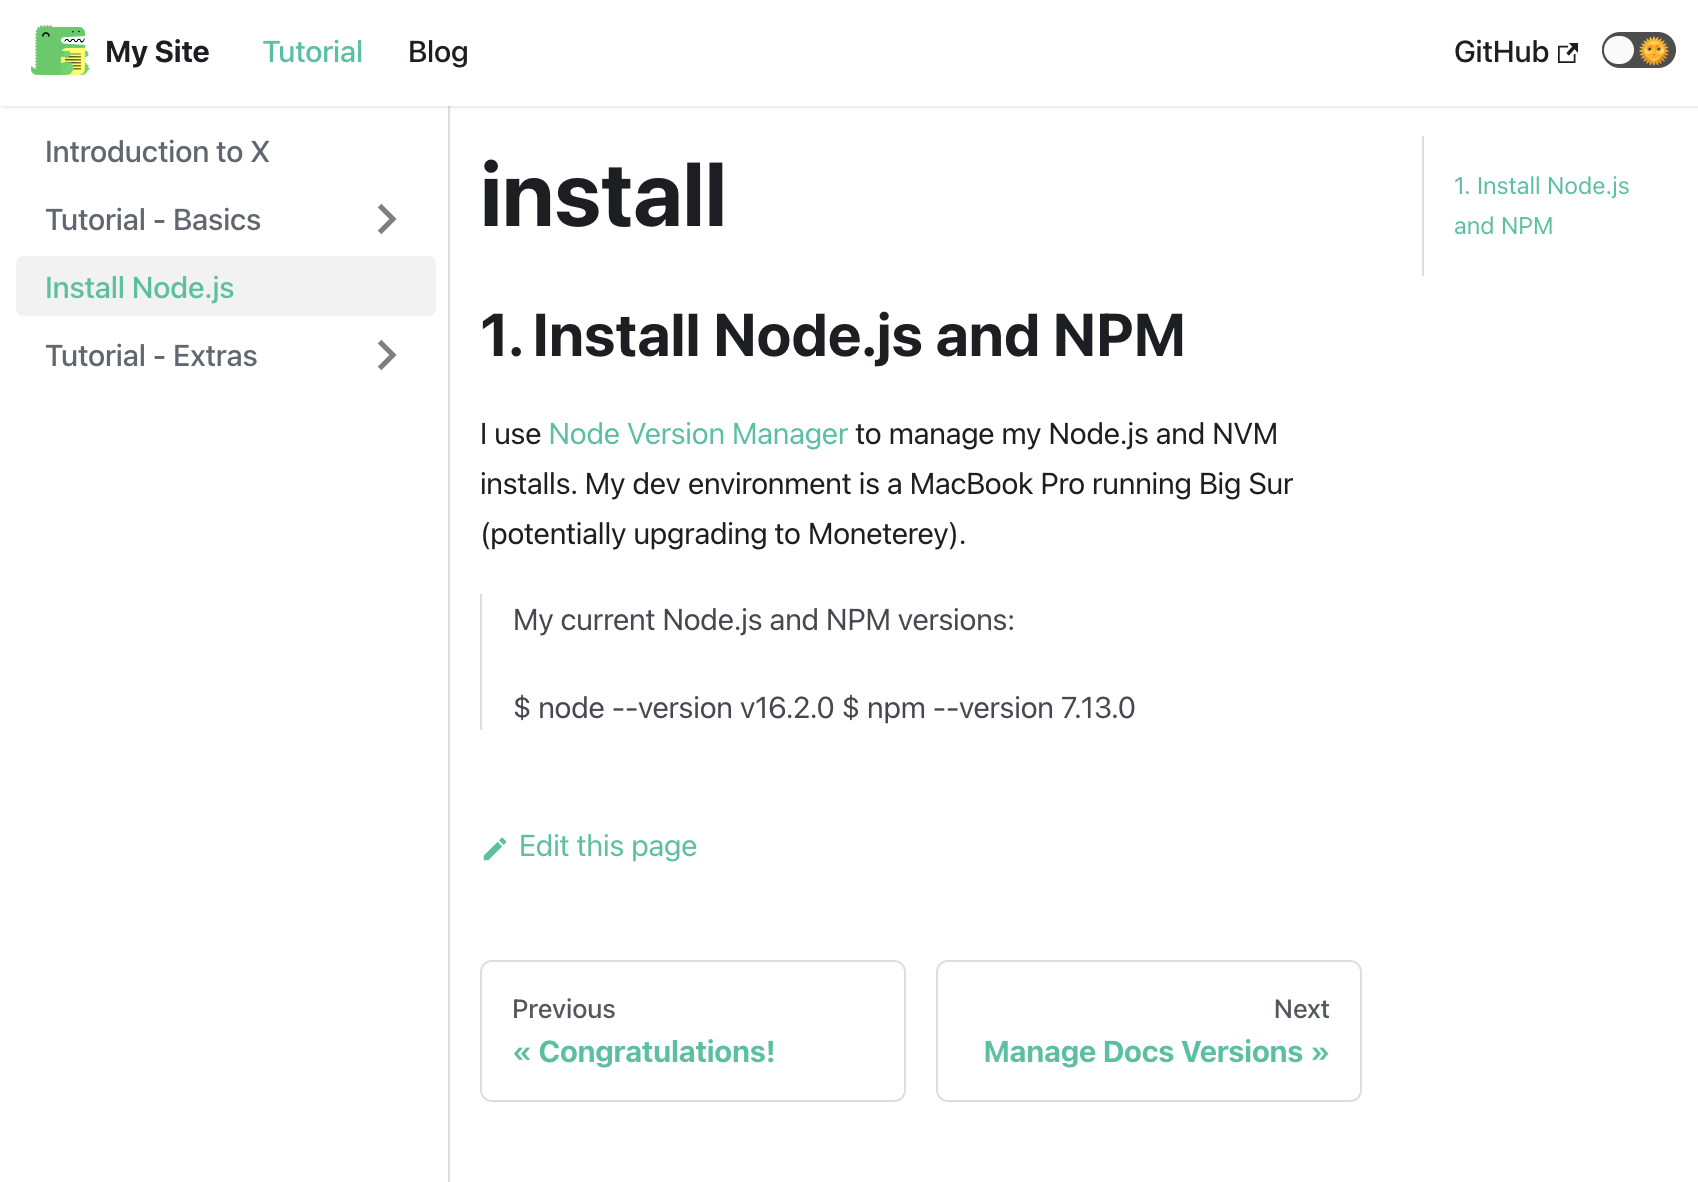 My Site
Tutorial
Blog
GitHub
Introduction to X
Tutorial - Basics
Install Node.js
Tutorial - Extras
install
1. Install Node.js and NPM
I use Node Version Manager to manage my Node.js and NVM
installs. My dev environment is a MacBook Pro running Big Sur
(potentially upgrading to Moneterey).
My current Node.js and NPM versions:
$ node --version v16.2.0 $ npm --version 7.13.0
Edit this page
Previous
« Congratulations!
Next
Manage Docs Versions »
1. Install Node.js
and NPM